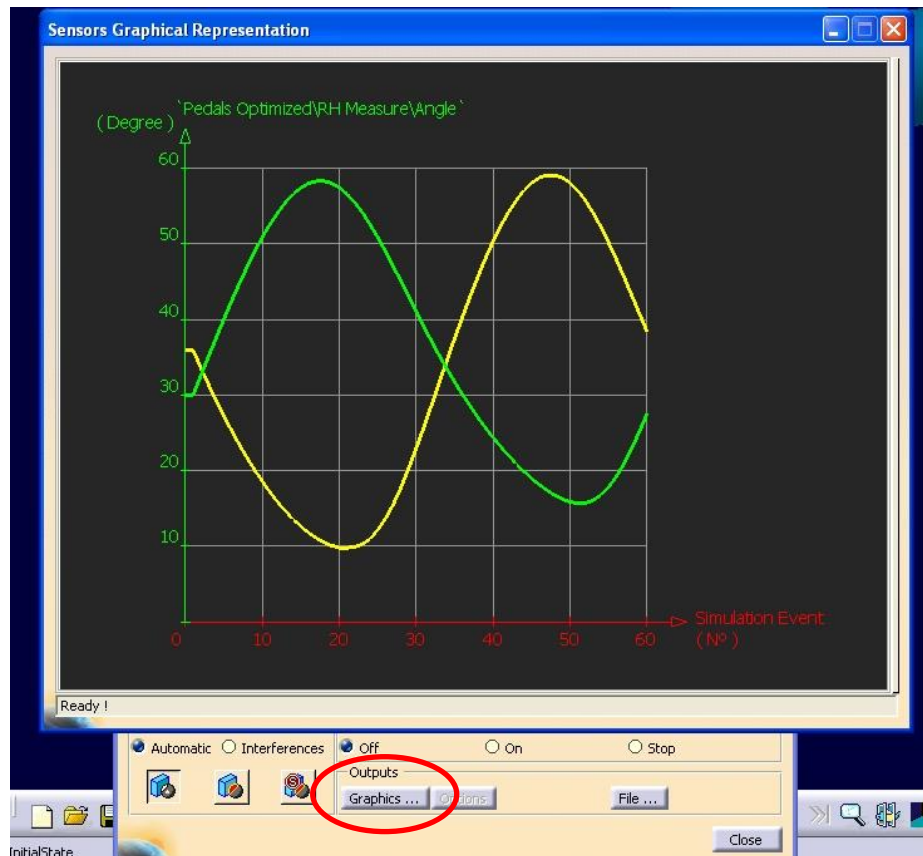 Sensors Graphical Representation
`Pedals Optimized\RH Measure\Angle`
( Degree )
60
50
40
30
20
10
0 10 20 30 40 50 60
Simulation Event
( Nº )
Ready !
Automatic Interferences Off On Stop
Outputs
Graphics ... Options File ...
Close
InitialState